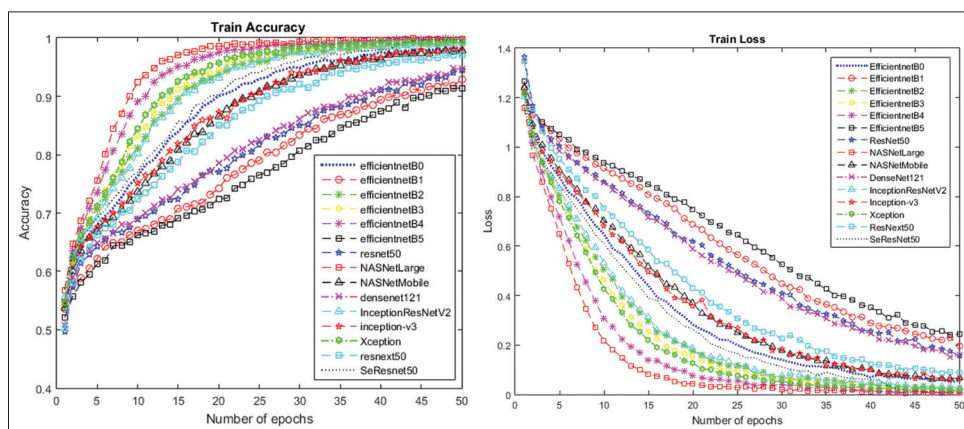 Train Accuracy
1
0.9
0.8
0.7
0.6
0.5
0.4
Accuracy
efficientnetB0
efficientnetB1
efficientnetB2
efficientnetB3
efficientnetB4
efficientnetB5
resnet50
NASNetLarge
NASNetMobile
densenet121
InceptionResNetV2
inception-v3
Xception
resnext50
SeResnet50
0 5 10 15 20 25 30 35 40 45 50
Number of epochs
Train Loss
1.4
1.2
1
0.8
0.6
0.4
0.2
0
Loss
EfficientnetB0
EfficientnetB1
EfficientnetB2
EfficientnetB3
EfficientnetB4
EfficientnetB5
ResNet50
NASNetLarge
NASNetMobile
DenseNet121
InceptionResNetV2
Inception-v3
Xception
ResNext50
SeResNet50
0 5 10 15 20 25 30 35 40 45 50
Number of epochs